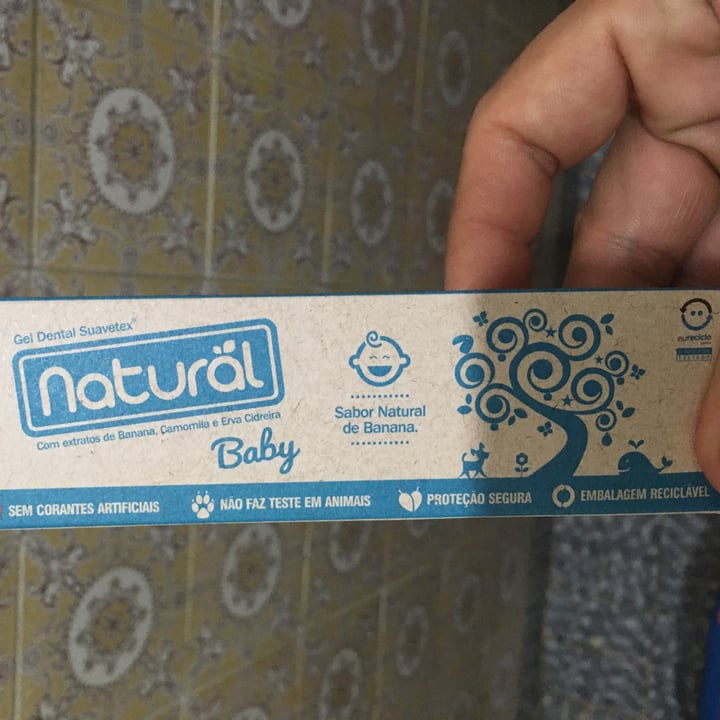 Gel Dental Suavetex
Natural
Com extratos de Banana, Camomila e Erva Cidreira
Baby
Sabor Natural
de Banana.
eureciclo
SEM CORANTES ARTIFICIAIS
NÃO FAZ TESTE EM ANIMAIS
PROTEÇÃO SEGURA
EMBALAGEM RECICLÁVEL